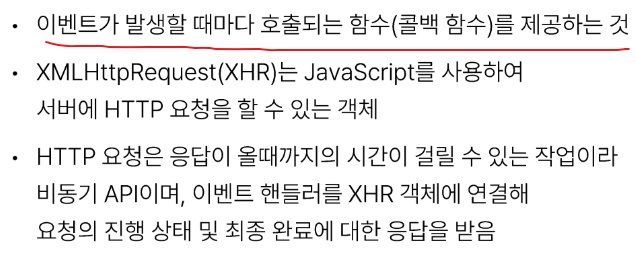 • 이벤트가 발생할 때마다 호출되는 함수(콜백 함수)를 제공하는 것
• XMLHttpRequest(XHR)는 JavaScript를 사용하여
서버에 HTTP 요청을 할 수 있는 객체
• HTTP 요청은 응답이 올때까지의 시간이 걸릴 수 있는 작업이라
비동기 API이며, 이벤트 핸들러를 XHR 객체에 연결해
요청의 진행 상태 및 최종 완료에 대한 응답을 받음